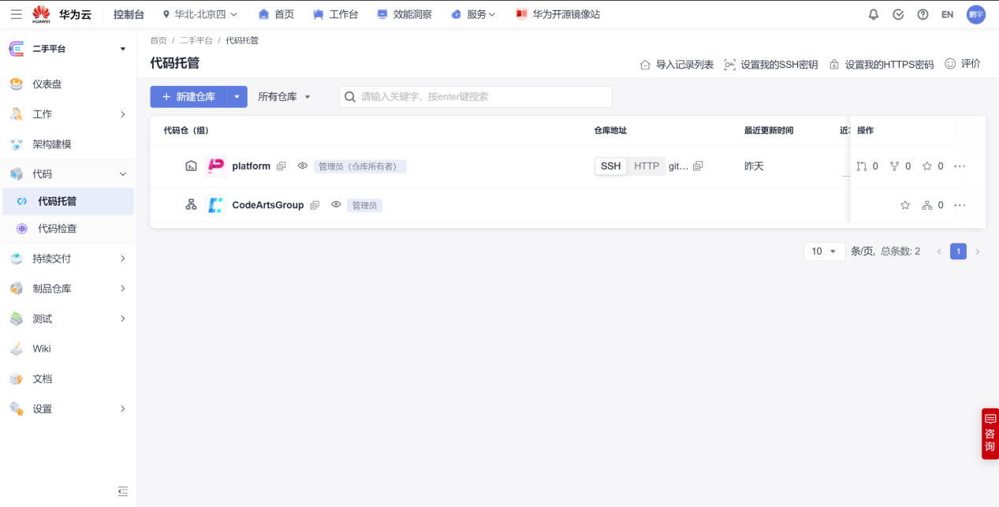 HUAWEI 华为云 控制台 华北-北京四 首页 工作台 效能洞察 服务 华为开源镜像站 EN 鹏宇
二手平台
仪表盘
工作
架构建模
代码
代码托管
代码检查
持续交付
制品仓库
测试
Wiki
文档
设置
首页 / 二手平台 / 代码托管
代码托管
导入记录列表 设置我的SSH密钥 设置我的HTTPS密码 评价
+ 新建仓库 所有仓库 请输入关键字，按enter键搜索
代码仓（组） 仓库地址 最近更新时间 近 操作
platform 管理员（仓库所有者） SSH HTTP git... 昨天 0 0 0 ...
CodeArtsGroup 管理员 0 ...
10 条/页, 总条数: 2 < 1 >
咨
询